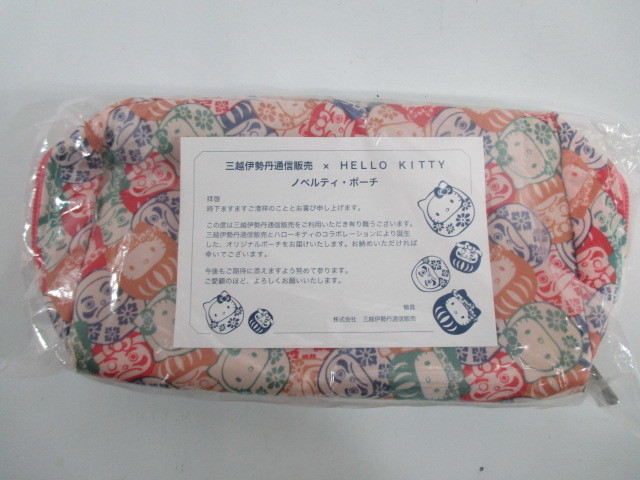 三越伊勢丹通信販売 × HELLO KITTY
ノベルティ・ポーチ
拝啓
時下ますますご清祥のこととお喜び申し上げます。
この度は三越伊勢丹通信販売をご利用いただき有り難うございます。
三越伊勢丹通信販売とハローキティのコラボレーションにより誕生
した、オリジナルポーチをお届けいたします。お納めいただければ
幸いでございます。
今後もご期待に添えますよう努めて参ります。
ご愛顧のほど、よろしくお願いいたします。
敬具
株式会社 三越伊勢丹通信販売